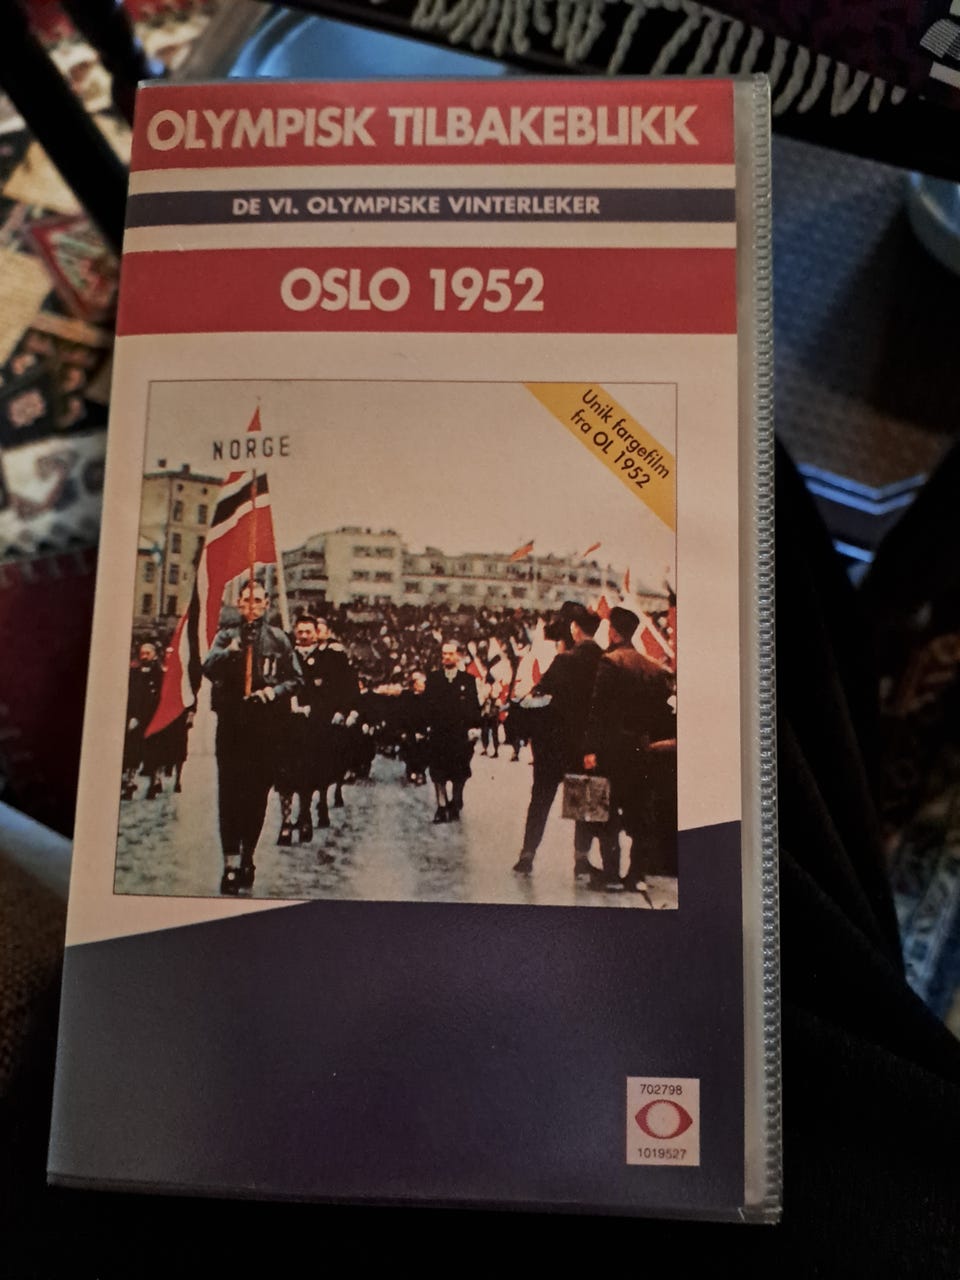 OLYMPISK TILBAKEBLIKK
DE VI. OLYMPISKE VINTERLEKER
OSLO 1952
Unik fargefilm
fra OL 1952
NORGE
702798
1019527